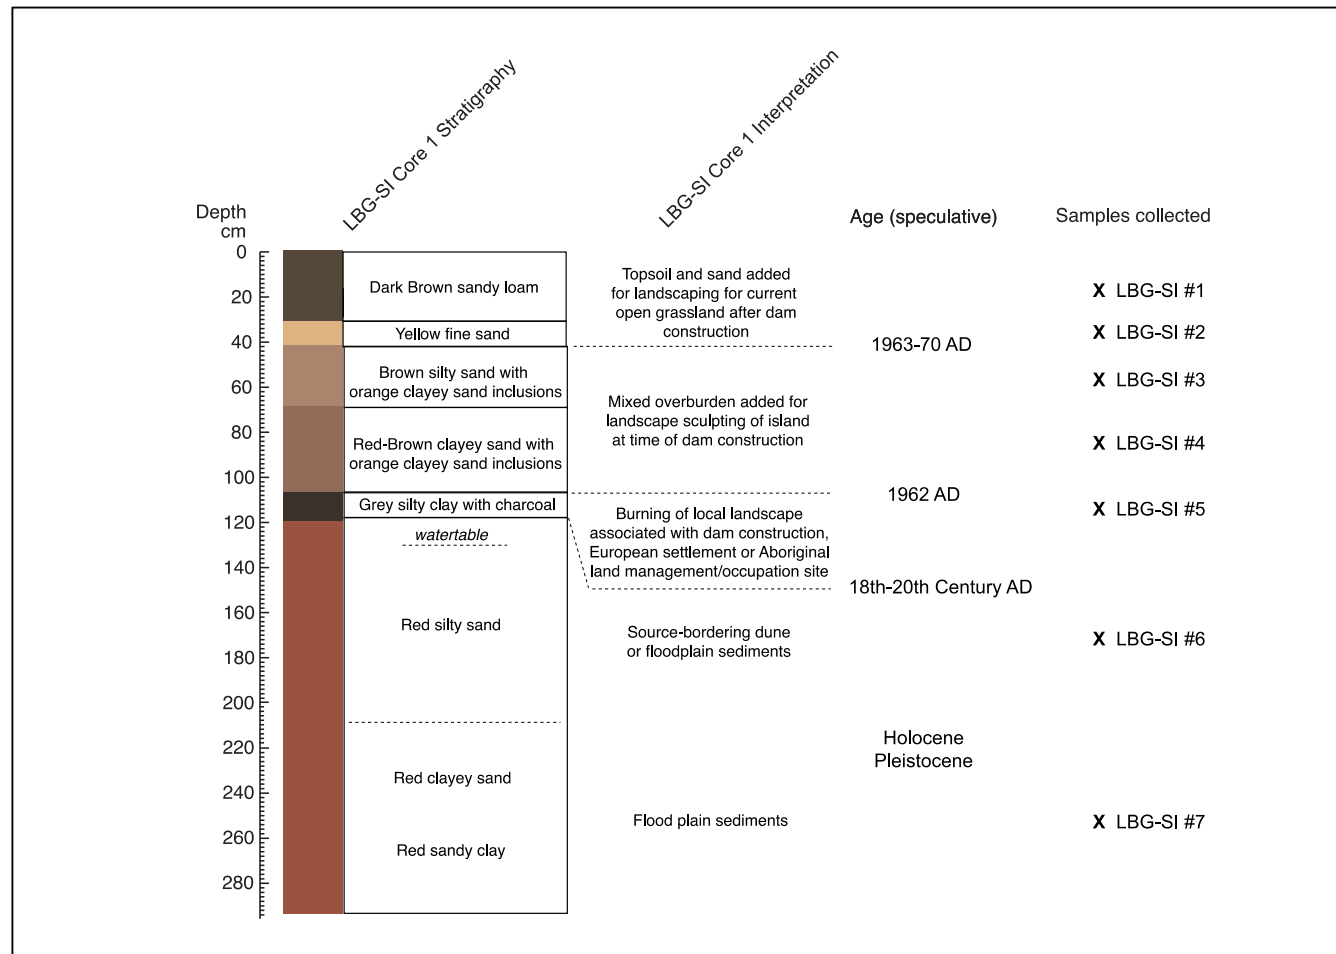 LBG-SI Core 1 Stratigraphy
LBG-SI Core 1 Interpretation
Depth
cm
Age (speculative)
Samples collected
0
20
40
60
80
100
120
140
160
180
200
220
240
260
280
Dark Brown sandy loam
Yellow fine sand
Brown silty sand with
orange clayey sand inclusions
Red-Brown clayey sand with
orange clayey sand inclusions
Grey silty clay with charcoal
watertable
Red silty sand
Red clayey sand
Red sandy clay
Topsoil and sand added
for landscaping for current
open grassland after dam
construction
Mixed overburden added for
landscape sculpting of island
at time of dam construction
Burning of local landscape
associated with dam construction,
European settlement or Aboriginal
land management/occupation site
Source-bordering dune
or floodplain sediments
Flood plain sediments
1963-70 AD
1962 AD
18th-20th Century AD
Holocene
Pleistocene
X LBG-SI #1
X LBG-SI #2
X LBG-SI #3
X LBG-SI #4
X LBG-SI #5
X LBG-SI #6
X LBG-SI #7